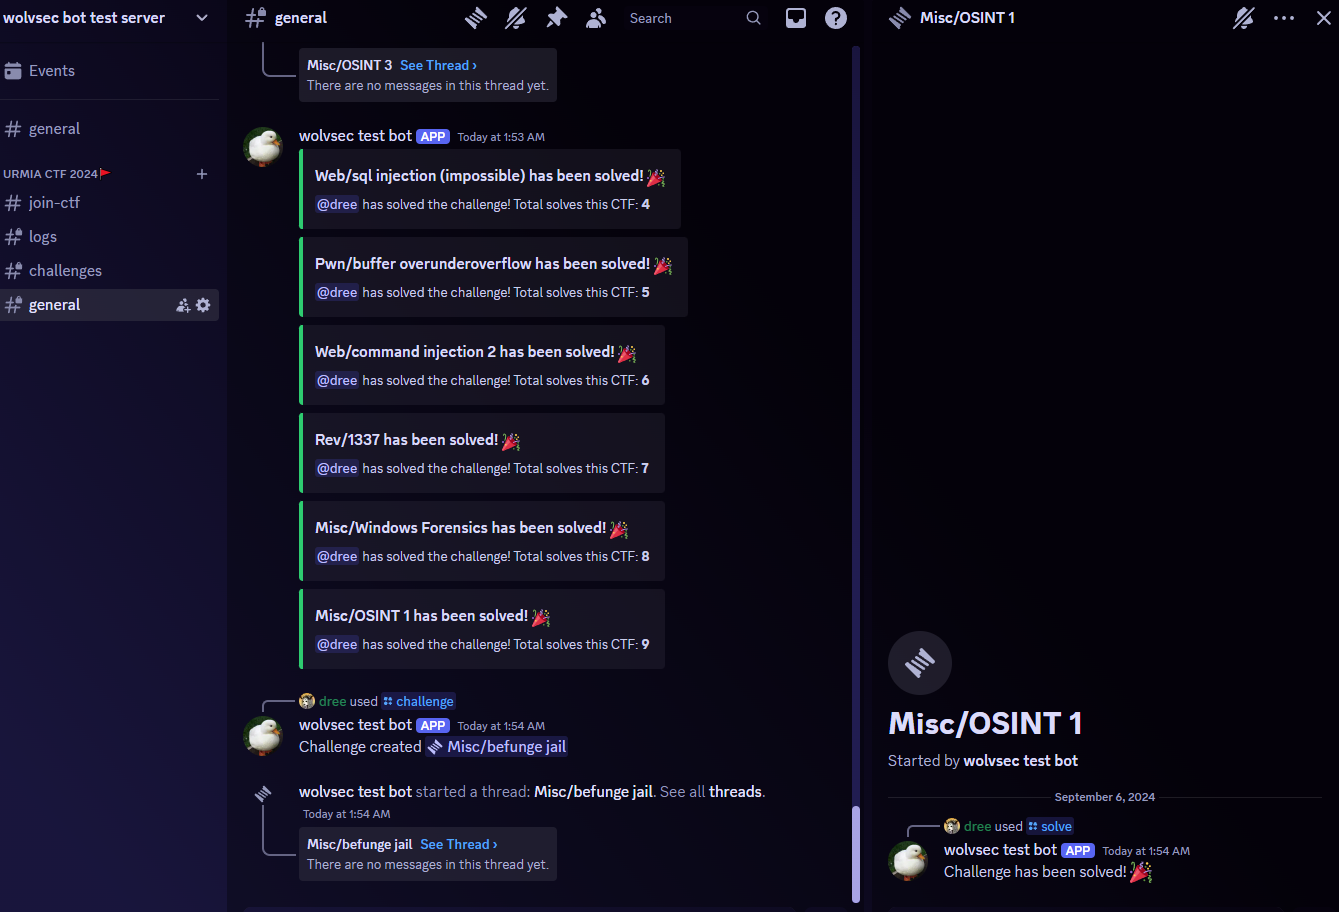 wolvsec bot test server
Events
general
URMIA CTF 2024
join-ctf
logs
challenges
general
general
Search
Misc/OSINT 3 See Thread ›
There are no messages in this thread yet.
wolvsec test bot APP Today at 1:53 AM
Web/sql injection (impossible) has been solved!
@dree has solved the challenge! Total solves this CTF: 4
Pwn/buffer overunderoverflow has been solved!
@dree has solved the challenge! Total solves this CTF: 5
Web/command injection 2 has been solved!
@dree has solved the challenge! Total solves this CTF: 6
Rev/1337 has been solved!
@dree has solved the challenge! Total solves this CTF: 7
Misc/Windows Forensics has been solved!
@dree has solved the challenge! Total solves this CTF: 8
Misc/OSINT 1 has been solved!
@dree has solved the challenge! Total solves this CTF: 9
dree used challenge
wolvsec test bot APP Today at 1:54 AM
Challenge created Misc/befunge jail
wolvsec test bot started a thread: Misc/befunge jail. See all threads.
Today at 1:54 AM
Misc/befunge jail See Thread ›
There are no messages in this thread yet.
Misc/OSINT 1
Misc/OSINT 1
Started by wolvsec test bot
September 6, 2024
dree used solve
wolvsec test bot APP Today at 1:54 AM
Challenge has been solved!